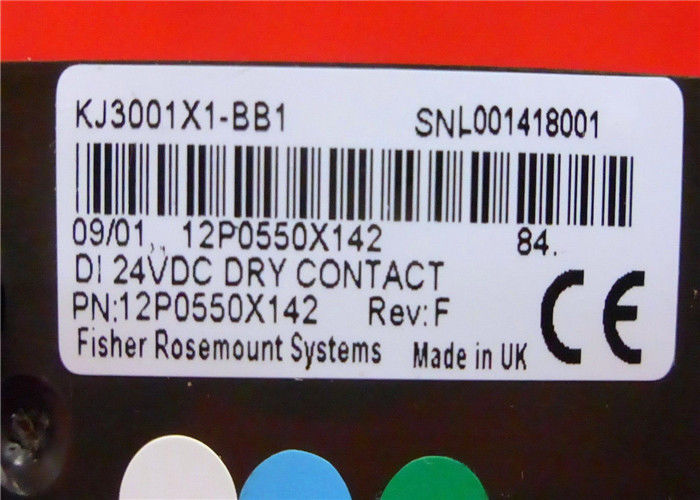 KJ3001X1-BB1 SNL001418001
09/01,, 12P0550X142 84.
DI 24VDC DRY CONTACT
PN:12P0550X142 Rev:F
Fisher Rosemount Systems Made in UK
CE